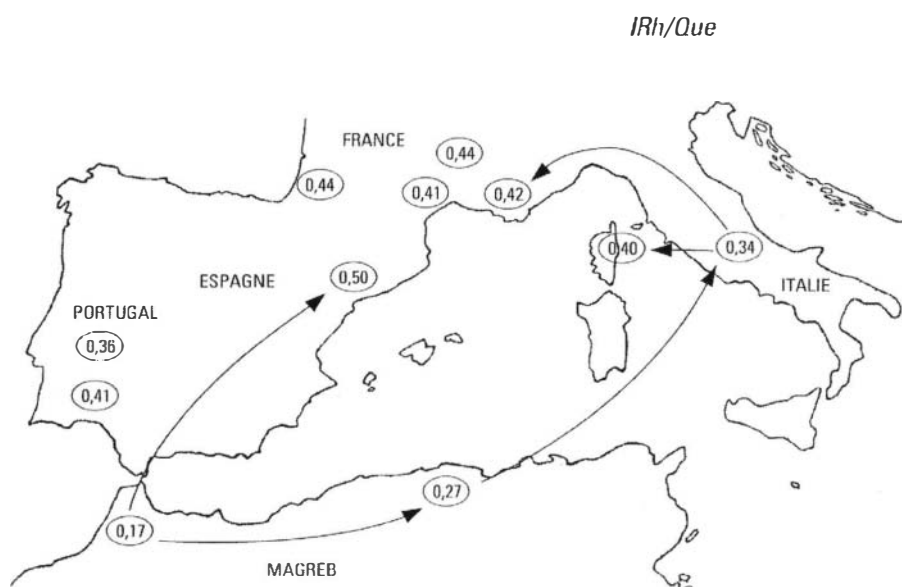 IRh/Que
FRANCE
0,44
0,44
0,41
0,42
0,40
0,34
ESPAGNE
0,50
ITALIE
PORTUGAL
0,36
0,41
0,27
0,17
MAGREB